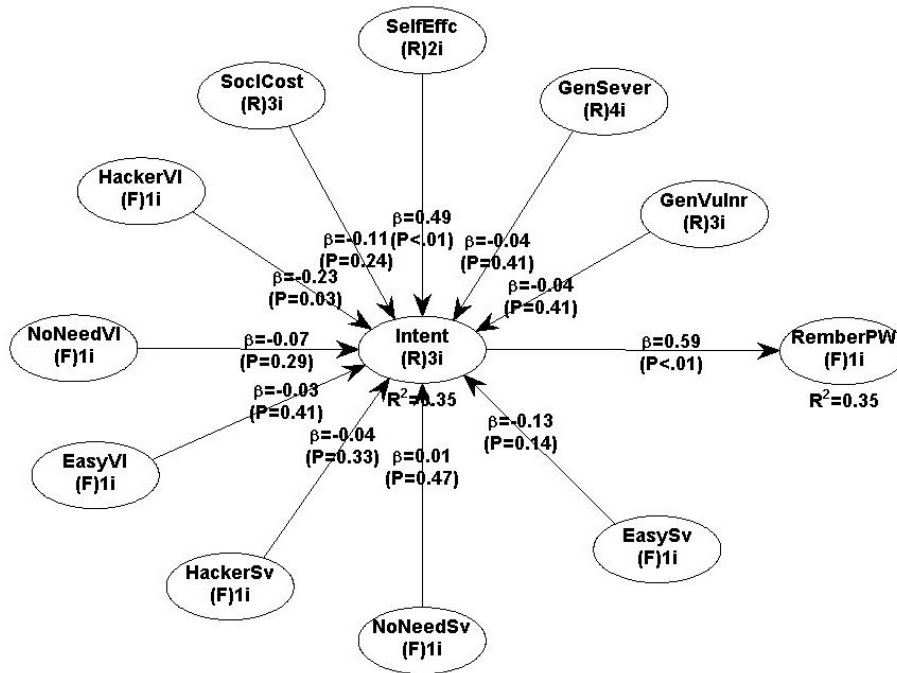 SelfEffc
(R)2i
SoclCost
(R)3i
GenSever
(R)4i
HackerVl
(F)1i
GenVulnr
(R)3i
β=0.49
(P<.01)
β=-0.11
(P=0.24)
β=-0.04
(P=0.41)
β=-0.23
(P=0.03)
β=-0.04
(P=0.41)
NoNeedVl
(F)1i
β=-0.07
(P=0.29)
Intent
(R)3i
R²=0.35
β=0.59
(P<.01)
RemberPW
(F)1i
R²=0.35
β=-0.03
(P=0.41)
EasyVl
(F)1i
β=-0.04
(P=0.33)
β=0.01
(P=0.47)
β=-0.13
(P=0.14)
HackerSv
(F)1i
EasySv
(F)1i
NoNeedSv
(F)1i